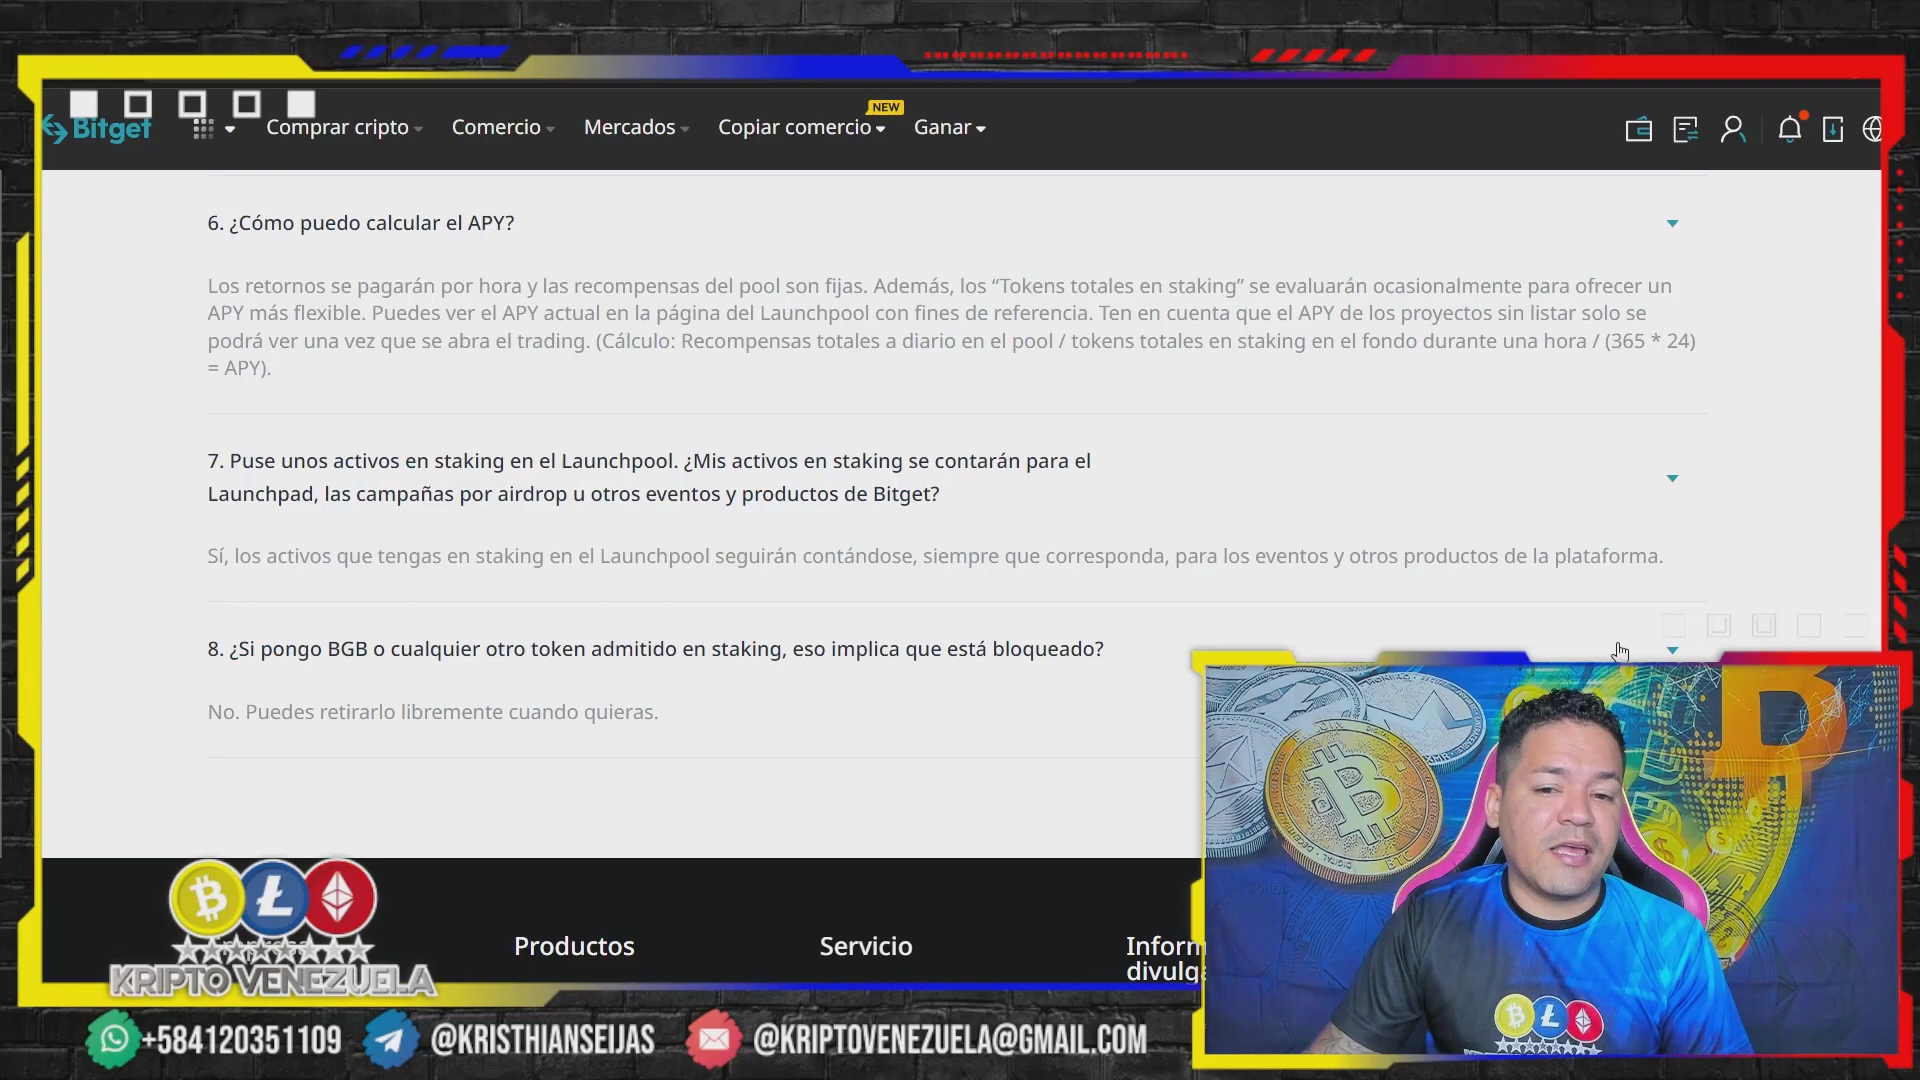 Bitget
Comprar cripto
Comercio
Mercados
Copiar comercio
NEW
Ganar
6. ¿Cómo puedo calcular el APY?
Los retornos se pagarán por hora y las recompensas del pool son fijas. Además, los “Tokens totales en staking” se evaluarán ocasionalmente para ofrecer un
APY más flexible. Puedes ver el APY actual en la página del Launchpool con fines de referencia. Ten en cuenta que el APY de los proyectos sin listar solo se
podrá ver una vez que se abra el trading. (Cálculo: Recompensas totales a diario en el pool / tokens totales en staking en el fondo durante una hora / (365 * 24)
= APY).
7. Puse unos activos en staking en el Launchpool. ¿Mis activos en staking se contarán para el
Launchpad, las campañas por airdrop u otros eventos y productos de Bitget?
Sí, los activos que tengas en staking en el Launchpool seguirán contándose, siempre que corresponda, para los eventos y otros productos de la plataforma.
8. ¿Si pongo BGB o cualquier otro token admitido en staking, eso implica que está bloqueado?
No. Puedes retirarlo libremente cuando quieras.
Productos
Servicio
Inform
divulga
KRIPTO VENEZUELA
+584120351109
@KRISTHIANSEIJAS
@KRIPTOVENEZUELA@GMAIL.COM